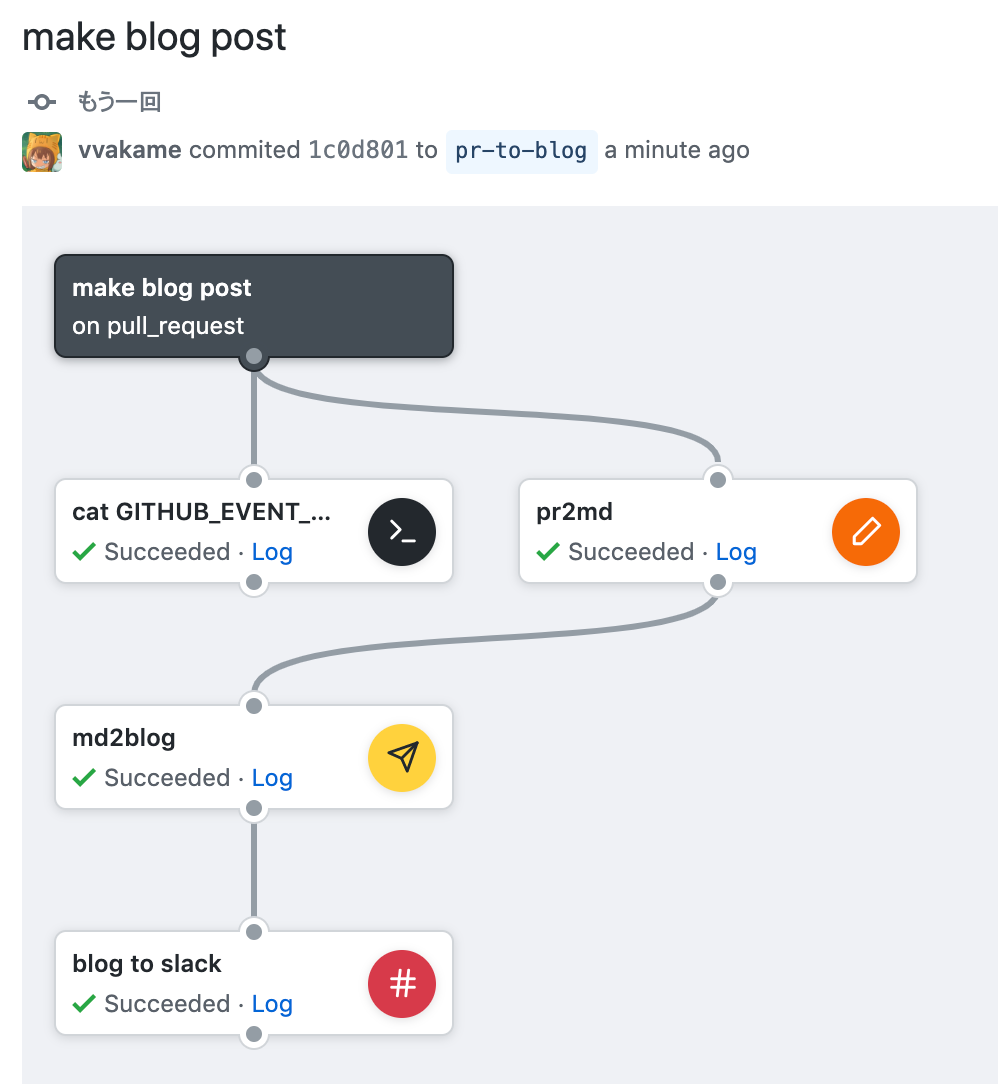 make blog post
もう一回
vvakame commited 1c0d801 to pr-to-blog a minute ago
make blog post
on pull_request
cat GITHUB_EVENT_...
Succeeded · Log
pr2md
Succeeded · Log
md2blog
Succeeded · Log
blog to slack
Succeeded · Log